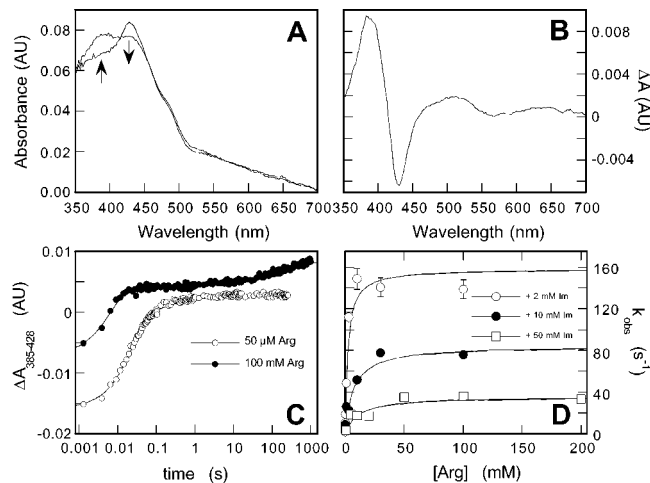 A
Absorbance (AU)
0.08
0.06
0.04
0.02
0.00
350 400 450 500 550 600 650 700
Wavelength (nm)
B
0.008
0.004
0
-0.004
ΔA (AU)
350 400 450 500 550 600 650 700
Wavelength (nm)
C
ΔA385-428 (AU)
0.01
0
-0.01
-0.02
50 µM Arg
100 mM Arg
0.001 0.01 0.1 1 10 100 1000
time (s)
D
+ 2 mM Im
+ 10 mM Im
+ 50 mM Im
160
120
80
40
0
kobs (s-1)
0 50 100 150 200
[Arg] (mM)